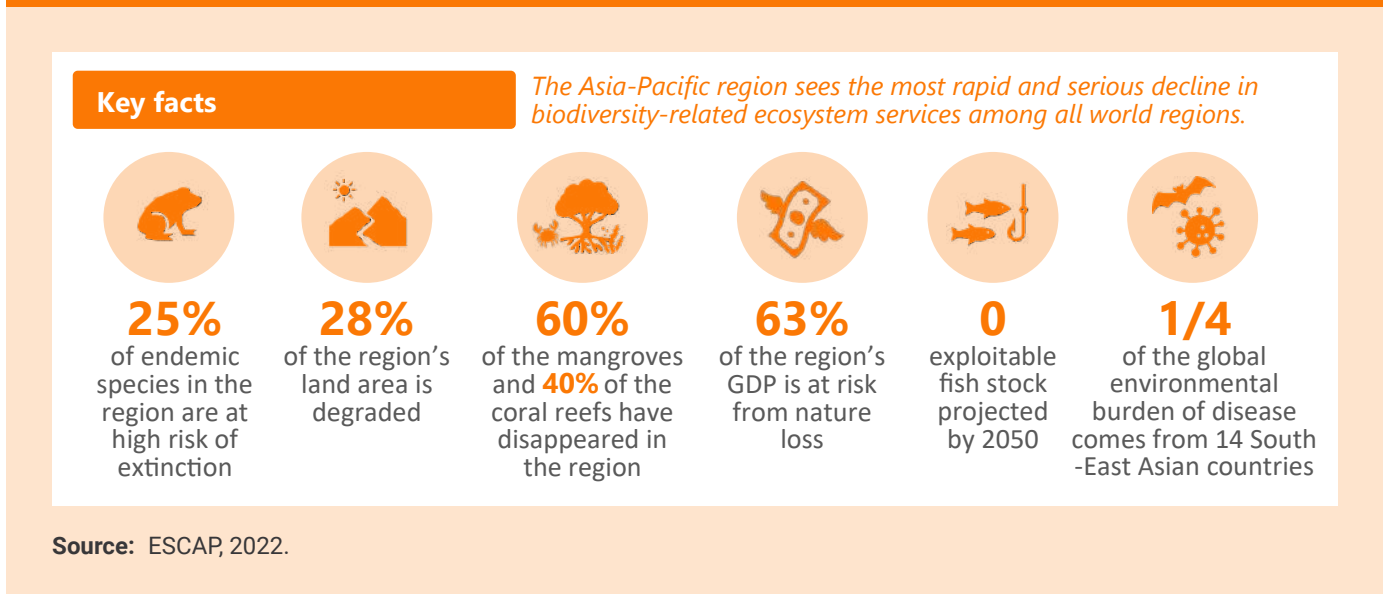 Key facts
The Asia-Pacific region sees the most rapid and serious decline in
biodiversity-related ecosystem services among all world regions.
25%
of endemic
species in the
region are at
high risk of
extinction
28%
of the region's
land area is
degraded
60%
of the mangroves
and 40% of the
coral reefs have
disappeared in
the region
63%
of the region's
GDP is at risk
from nature
loss
0
exploitable
fish stock
projected
by 2050
1/4
of the global
environmental
burden of disease
comes from 14 South
-East Asian countries
Source: ESCAP, 2022.